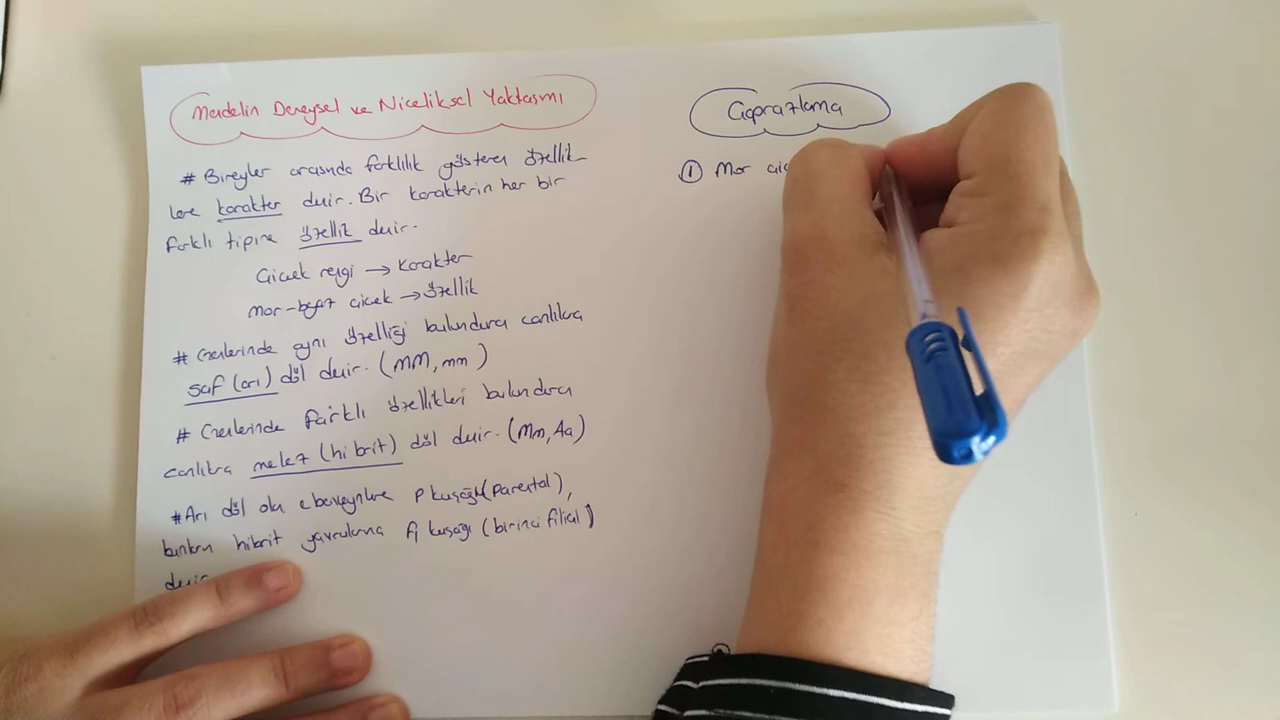 Mendelin Deneysel ve Niceliksel Yaklaşımı
# Bireyler arasında farklılık gösteren özellik-
lere karakter denir. Bir karakterin her bir
farklı tipine özellik denir.
Çiçek rengi → Karakter
mor-beyaz çiçek → özellik
# Genlerinde aynı özelliği bulunduran canlılara
saf (arı) döl denir. (MM, mm)
# Genlerinde farklı özellikleri bulunduran
canlılara melez (hibrit) döl denir. (Mm, Aa)
# Arı döl olan ebeveynlere P kuşağı (Parental),
bunların hibrit yavrularına F₁ kuşağı (birinci filial)
denir
Çaprazlama
① Mor çiç